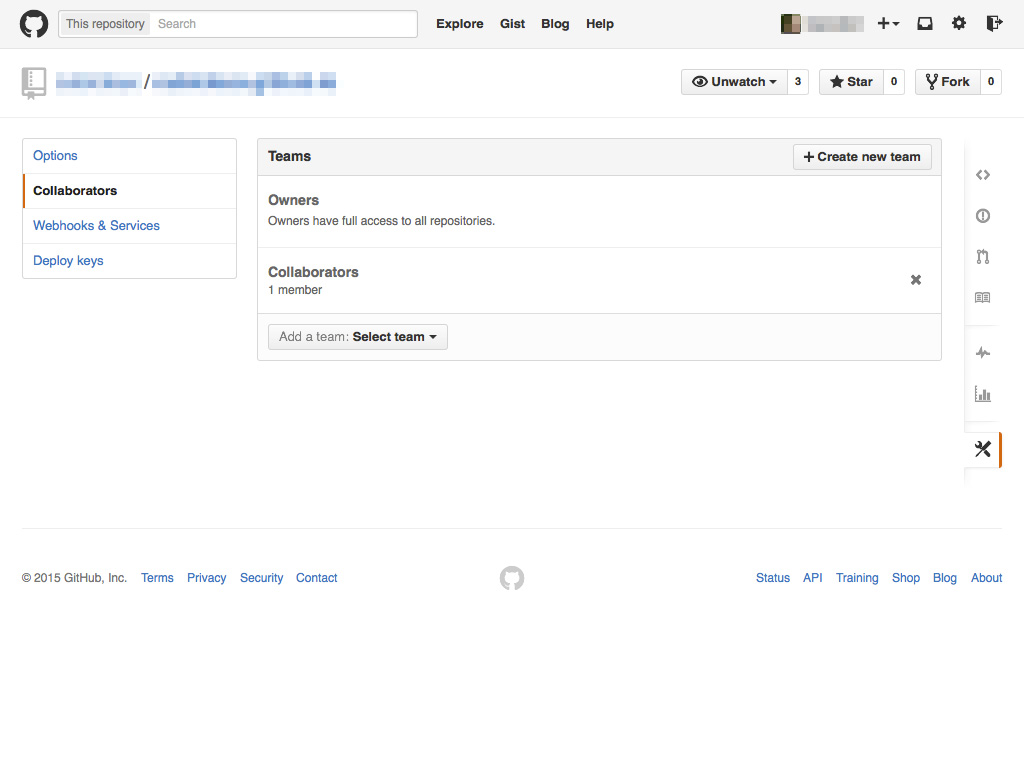 This repository Search Explore Gist Blog Help
/ Unwatch 3 Star 0 Fork 0
Options
Collaborators
Webhooks & Services
Deploy keys
Teams Create new team
Owners
Owners have full access to all repositories.
Collaborators
1 member
Add a team: Select team
© 2015 GitHub, Inc. Terms Privacy Security Contact Status API Training Shop Blog About